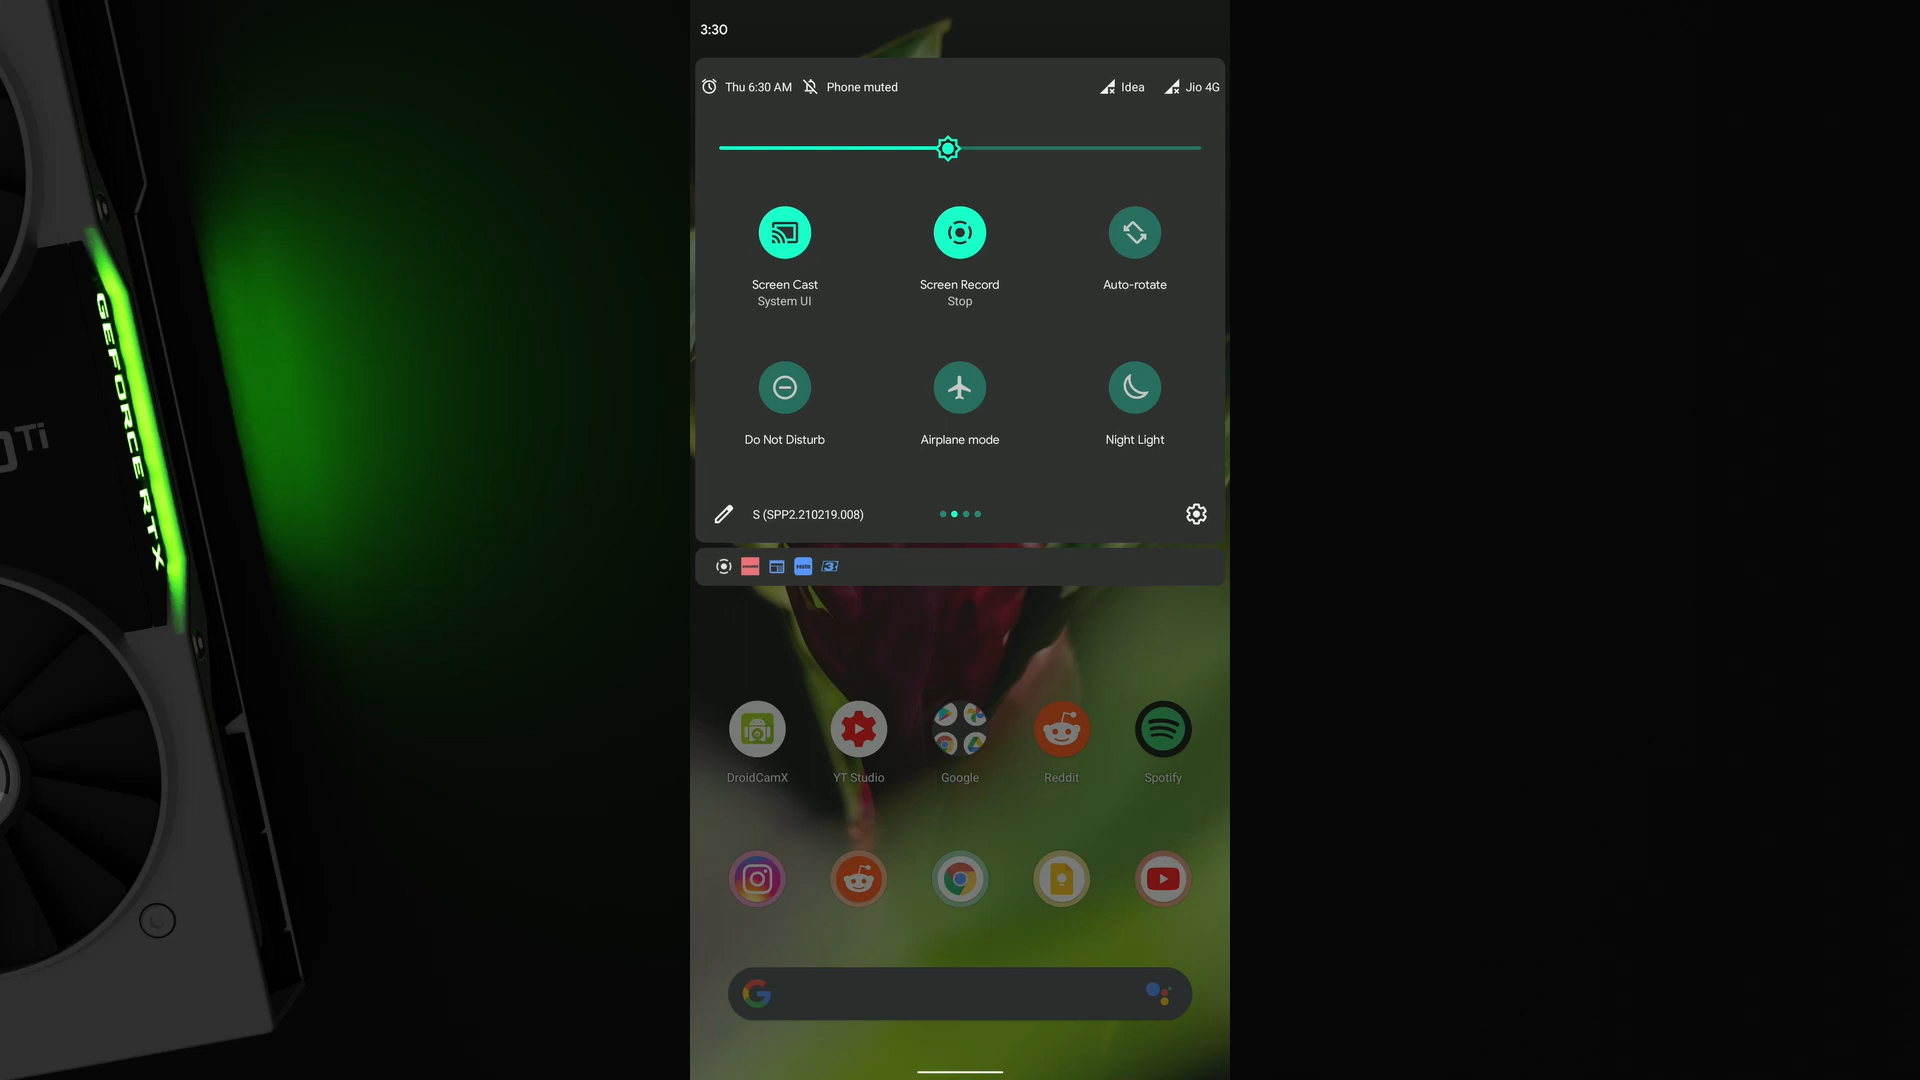 3:30
Thu 6:30 AM Phone muted Idea Jio 4G
Screen Cast Screen Record Auto-rotate
System UI Stop
Do Not Disturb Airplane mode Night Light
S (SPP2.210219.008)
GEFORCE RTX
Ti
DroidCamX YT Studio Google Reddit Spotify